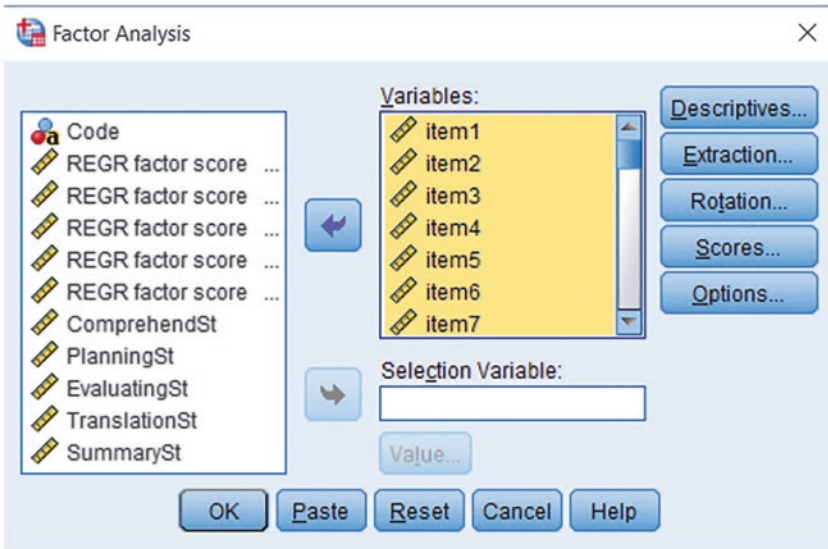 Factor Analysis
Code
REGR factor score ...
REGR factor score ...
REGR factor score ...
REGR factor score ...
REGR factor score ...
ComprehendSt
PlanningSt
EvaluatingSt
TranslationSt
SummarySt
Variables:
item1
item2
item3
item4
item5
item6
item7
Selection Variable:
Value...
Descriptives...
Extraction...
Rotation...
Scores...
Options...
OK Paste Reset Cancel Help